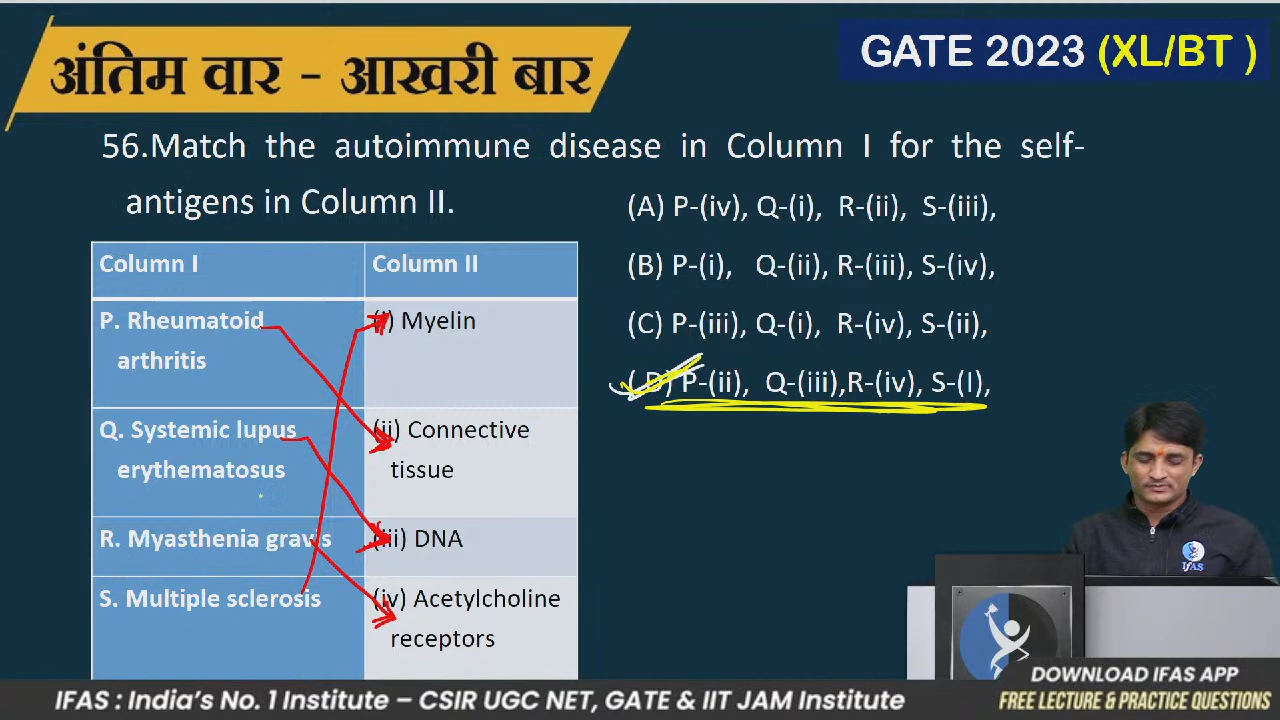 अंतिम वार - आखरी बार
GATE 2023 (XL/BT )
56.Match the autoimmune disease in Column I for the self-
antigens in Column II.
Column I
Column II
P. Rheumatoid
arthritis
(i) Myelin
Q. Systemic lupus
erythematosus
(ii) Connective
tissue
R. Myasthenia gravis
(iii) DNA
S. Multiple sclerosis
(iv) Acetylcholine
receptors
(A) P-(iv), Q-(i), R-(ii), S-(iii),
(B) P-(i), Q-(ii), R-(iii), S-(iv),
(C) P-(iii), Q-(i), R-(iv), S-(ii),
( D) P-(ii), Q-(iii),R-(iv), S-(I),
IFAS
DOWNLOAD IFAS APP
FREE LECTURE & PRACTICE QUESTIONS
IFAS : India's No. 1 Institute – CSIR UGC NET, GATE & IIT JAM Institute